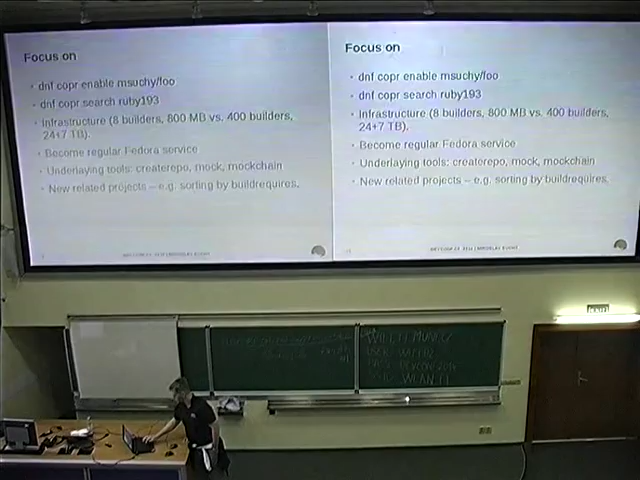 Focus on
dnf copr enable msuchy/foo
dnf copr search ruby193
Infrastructure (8 builders, 800 MB vs. 400 builders,
24+7 TB).
Become regular Fedora service
Underlaying tools: createrepo, mock, mockchain
New related projects – e.g. sorting by buildrequires,
Focus on
dnf copr enable msuchy/foo
dnf copr search ruby193
Infrastructure (8 builders, 800 MB vs. 400 builders,
24+7 TB).
Become regular Fedora service
Underlaying tools: createrepo, mock, mockchain
New related projects – e.g. sorting by buildrequires,